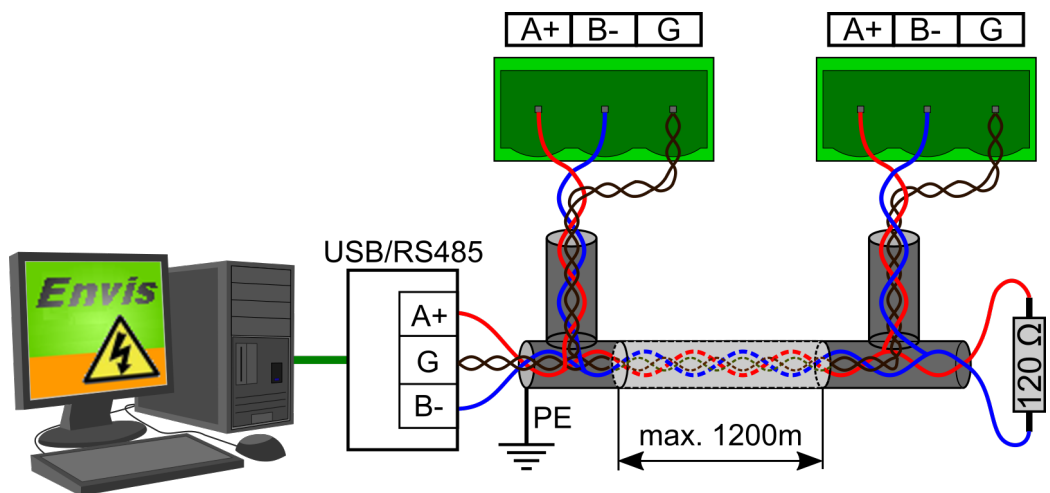 A+ B- G
A+ B- G
USB/RS485
Envis
A+
G
B-
PE
max. 1200m
120 Ω